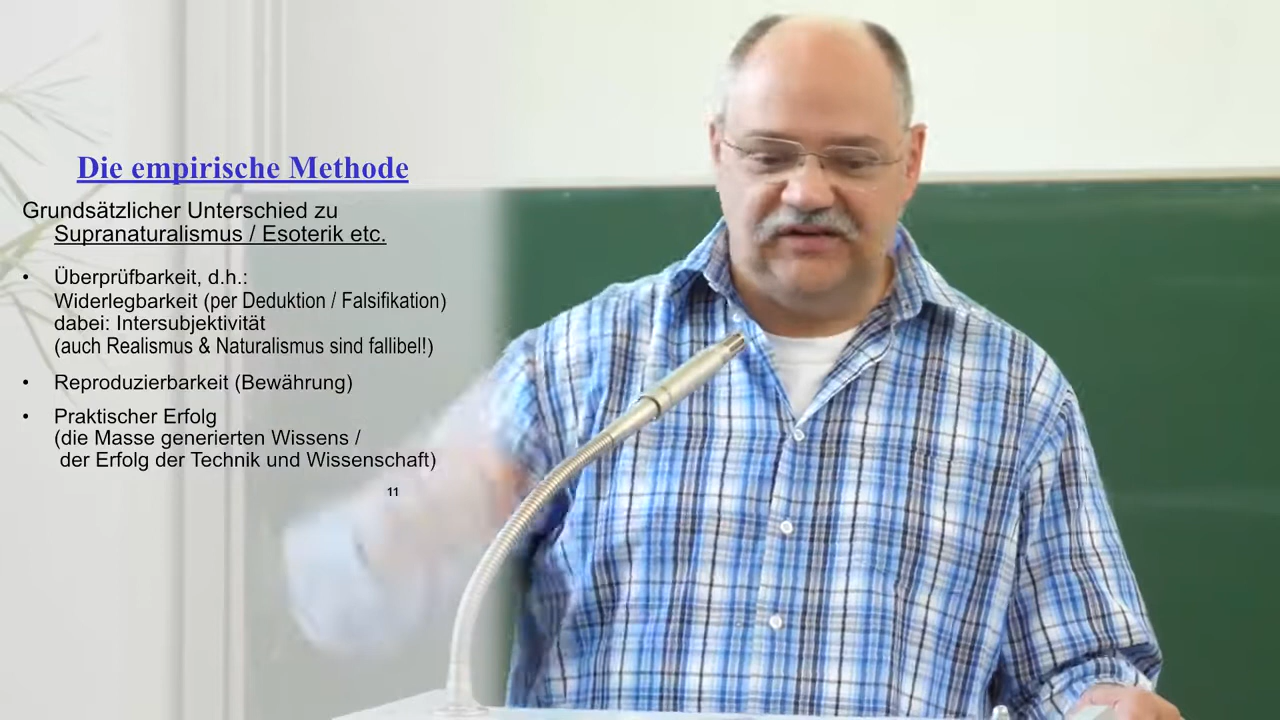 Die empirische Methode
Grundsätzlicher Unterschied zu
Supranaturalismus / Esoterik etc.
• Überprüfbarkeit, d.h.:
Widerlegbarkeit (per Deduktion / Falsifikation)
dabei: Intersubjektivität
(auch Realismus & Naturalismus sind fallibel!)
• Reproduzierbarkeit (Bewährung)
• Praktischer Erfolg
(die Masse generierten Wissens /
der Erfolg der Technik und Wissenschaft)
11